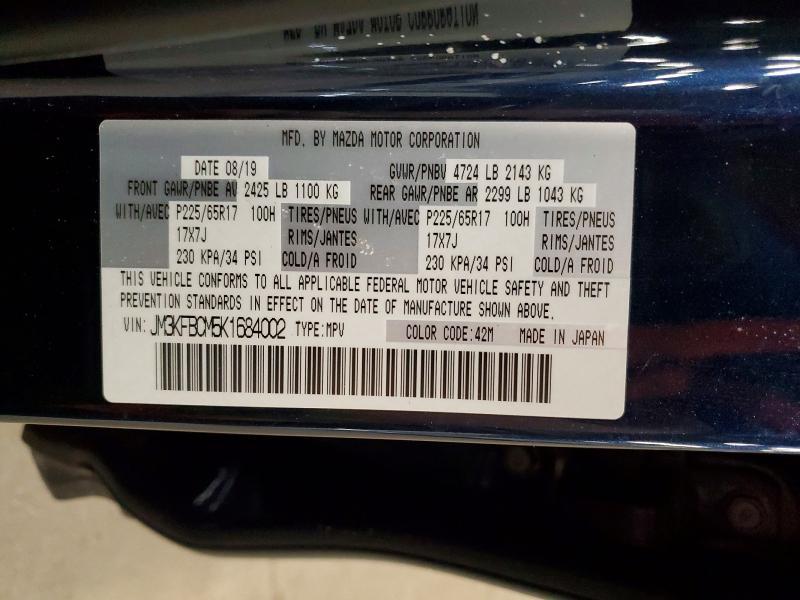 MFD. BY MAZDA MOTOR CORPORATION
DATE 08/19 GVWR/PNBV 4724 LB 2143 KG
FRONT GAWR/PNBE AV 2425 LB 1100 KG REAR GAWR/PNBE AR 2299 LB 1043 KG
WITH/AVEC P225/65R17 100H TIRES/PNEUS WITH/AVEC P225/65R17 100H TIRES/PNEUS
17X7J RIMS/JANTES 17X7J RIMS/JANTES
230 KPA/34 PSI COLD/A FROID 230 KPA/34 PSI COLD/A FROID
THIS VEHICLE CONFORMS TO ALL APPLICABLE FEDERAL MOTOR VEHICLE SAFETY AND THEFT
PREVENTION STANDARDS IN EFFECT ON THE DATE OF MANUFACTURE SHOWN ABOVE.
VIN: JM3KFBCM5K1684002 TYPE:MPV COLOR CODE:42M MADE IN JAPAN